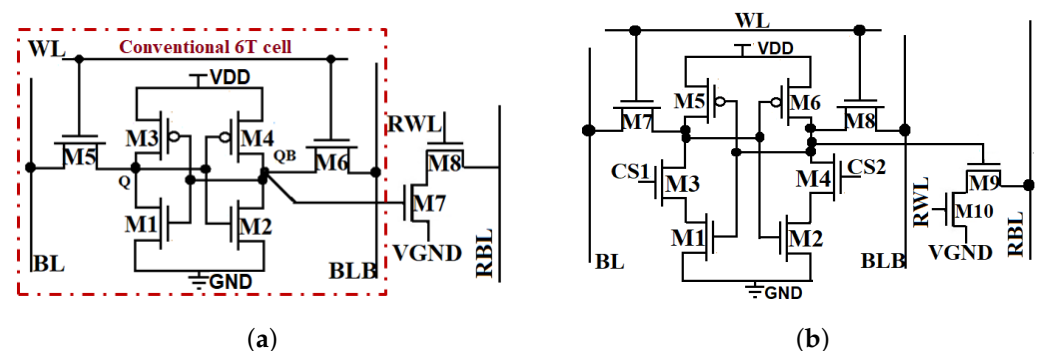 WL Conventional 6T cell
VDD
M3 M4 RWL
M5 Q QB M6 M8
M1 M2 M7
VGND
BL GND BLB RBL
(a)
WL
VDD
M5 M6
M7 M8
CS1 M3 M4 CS2 M9
RWL M10
M1 M2
VGND
BL BLB RBL
GND
(b)